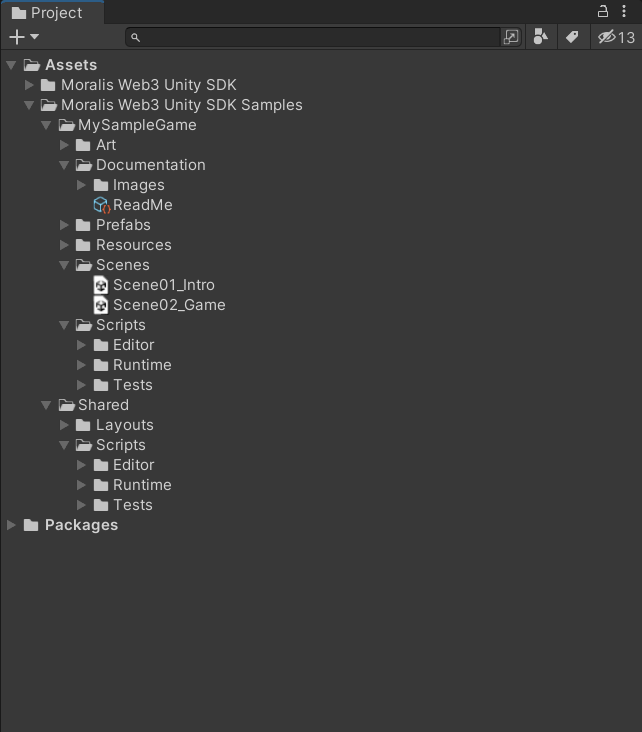 Project
13
Assets
Moralis Web3 Unity SDK
Moralis Web3 Unity SDK Samples
MySampleGame
Art
Documentation
Images
ReadMe
Prefabs
Resources
Scenes
Scene01_Intro
Scene02_Game
Scripts
Editor
Runtime
Tests
Shared
Layouts
Scripts
Editor
Runtime
Tests
Packages